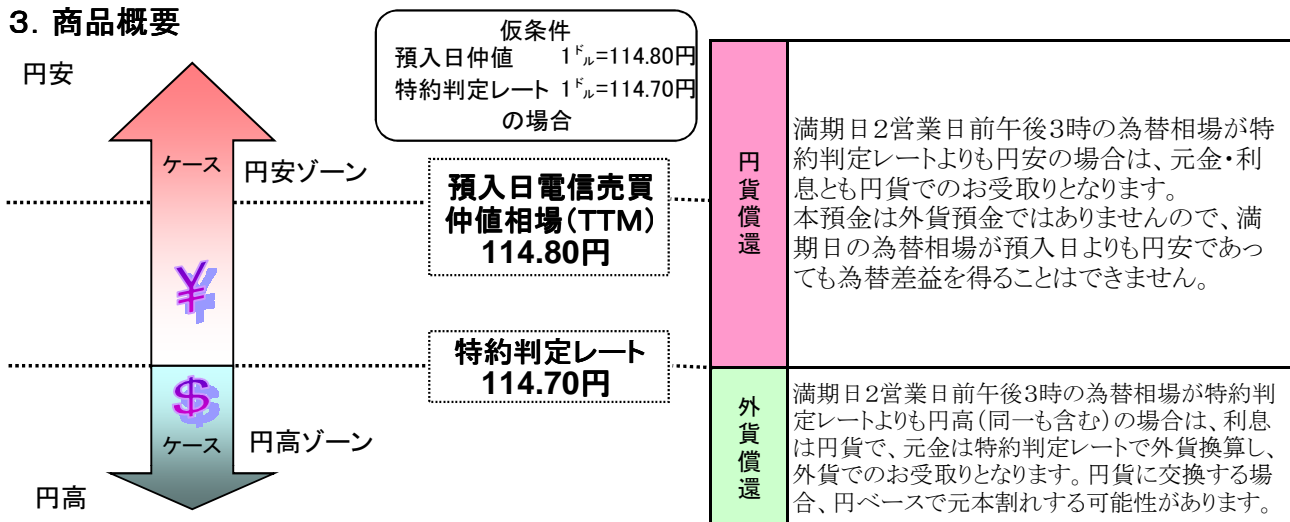 3. 商品概要
仮条件
預入日仲値 1ドル=114.80円
特約判定レート 1ドル=114.70円
の場合
円安
ケース
円安ゾーン
預入日電信売買
仲値相場(TTM)
114.80円
¥
特約判定レート
114.70円
$
ケース
円高ゾーン
円高
円貨償還
満期日2営業日前午後3時の為替相場が特
約判定レートよりも円安の場合は、元金・利
息とも円貨でのお受取りとなります。
本預金は外貨預金ではありませんので、満
期日の為替相場が預入日よりも円安であっ
ても為替差益を得ることはできません。
外貨償還
満期日2営業日前午後3時の為替相場が特約判
定レートよりも円高(同一も含む)の場合は、利息
は円貨で、元金は特約判定レートで外貨換算し、
外貨でのお受取りとなります。円貨に交換する場
合、円ベースで元本割れする可能性があります。